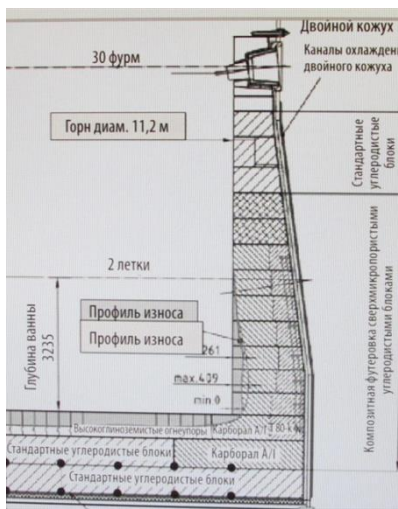 Двойной кожух
Каналы охлажден
двойного кожуха
30 фурм
Горн диам. 11,2 м
Стандартные
углеродистые
блоки
2 летки
Глубина ванны
3235
Профиль износа
Профиль износа
261
max.409
min 0
Композитная футеровка сверхмикропористыми
углеродистыми блоками
Высокоглиноземистые огнеупоры
Карборал А/I
Стандартные углеродистые блоки
Карборал А/I
Стандартные углеродистые блоки